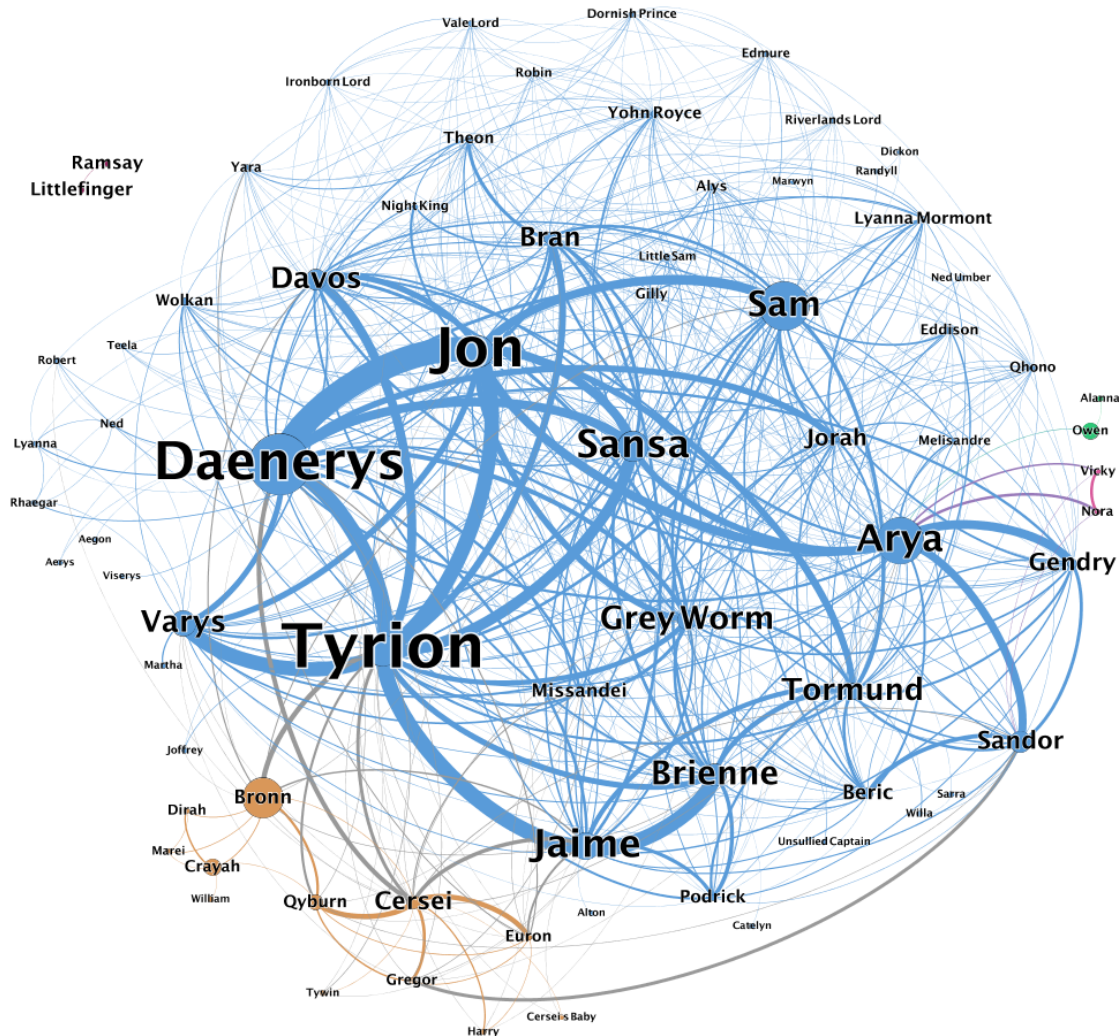 Dornish Prince
Vale Lord
Edmure
Robin
Ironborn Lord
Yohn Royce
Riverlands Lord
Theon
Dickon
Ramsay
Yara
Randyll
Littlefinger
Marwyn
Alys
Night King
Lyanna Mormont
Bran
Little Sam
Davos
Ned Umber
Gilly
Wolkan
Sam
Eddison
Teela
Jon
Robert
Qhono
Alanna
Ned
Owen
Jorah
Melisandre
Lyanna
Sansa
Daenerys
Vicky
Rhaegar
Nora
Aegon
Arya
Aerys
Gendry
Viserys
Varys
Grey Worm
Tyrion
Martha
Missandei
Tormund
Sandor
Joffrey
Brienne
Beric
Sarra
Bronn
Dirah
Willa
Unsullied Captain
Jaime
Marei
Crayah
William
Qyburn
Cersei
Podrick
Alton
Catelyn
Euron
Gregor
Tywin
Cersei's Baby
Harry